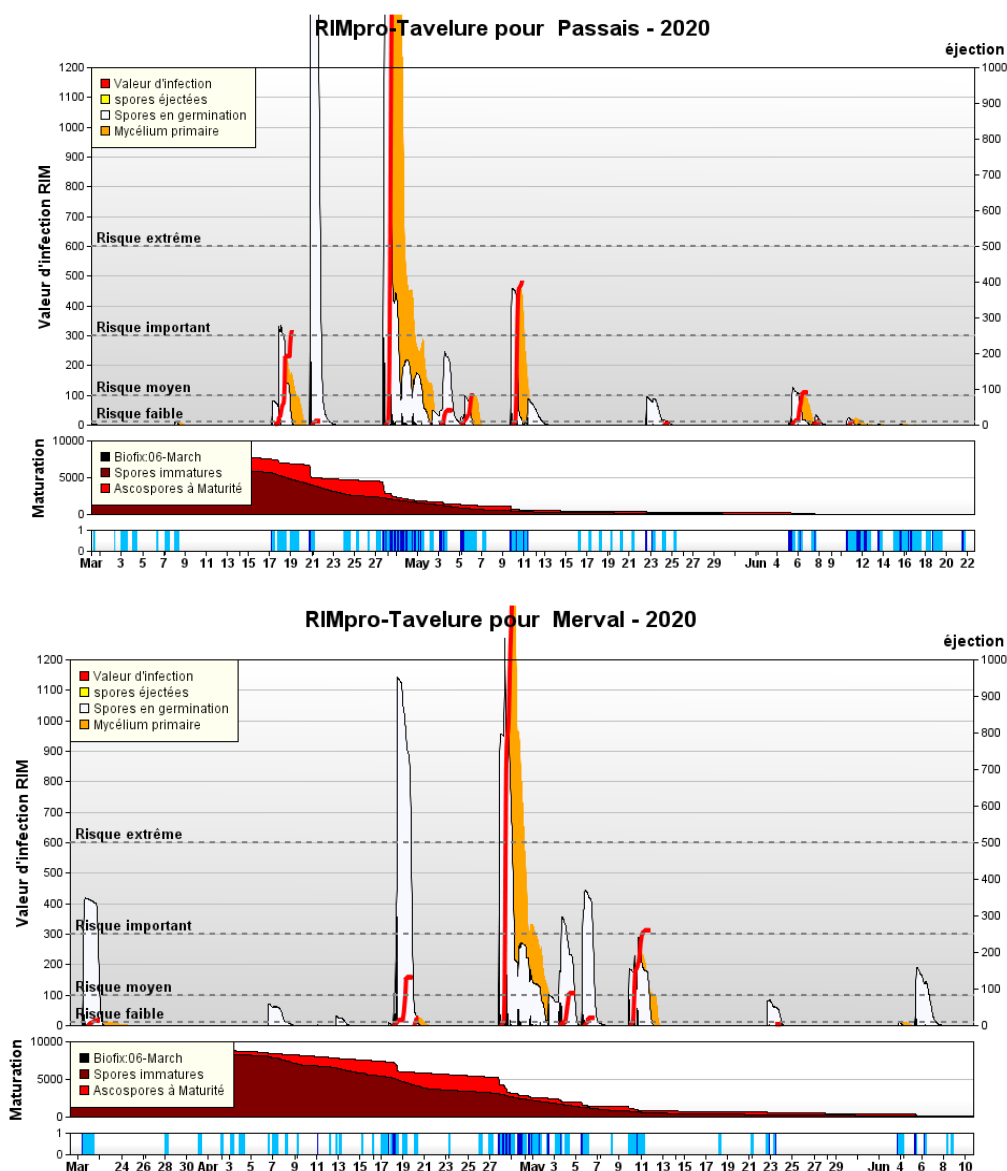 RIMpro-Tavelure pour Passais - 2020
éjection
Valeur d'infection
spores éjectées
Spores en germination
Mycélium primaire
Valeur d'infection RIM
1200 1100 1000 900 800 700 600 500 400 300 200 100 0
1000 900 800 700 600 500 400 300 200 100 0
Risque extrême
Risque important
Risque moyen
Risque faible
Maturation
10000 5000 0
Biofix:06-March
Spores immatures
Ascospores à Maturité
1 0
1 0
Mar 3 5 7 9 11 13 15 17 19 21 23 25 27 May 3 5 7 9 11 13 15 17 19 21 23 25 27 29 Jun 4 6 8 9 12 14 16 18 20 22
RIMpro-Tavelure pour Merval - 2020
éjection
Valeur d'infection
spores éjectées
Spores en germination
Mycélium primaire
Valeur d'infection RIM
1200 1100 1000 900 800 700 600 500 400 300 200 100 0
1000 900 800 700 600 500 400 300 200 100 0
Risque extrême
Risque important
Risque moyen
Risque faible
Maturation
10000 5000 0
Biofix:06-March
Spores immatures
Ascospores à Maturité
1 0
1 0
Mar 24 26 28 30 Apr 3 5 7 9 11 13 15 17 19 21 23 25 27 May 3 5 7 9 11 13 15 17 19 21 23 25 27 29 Jun 4 6 8 10